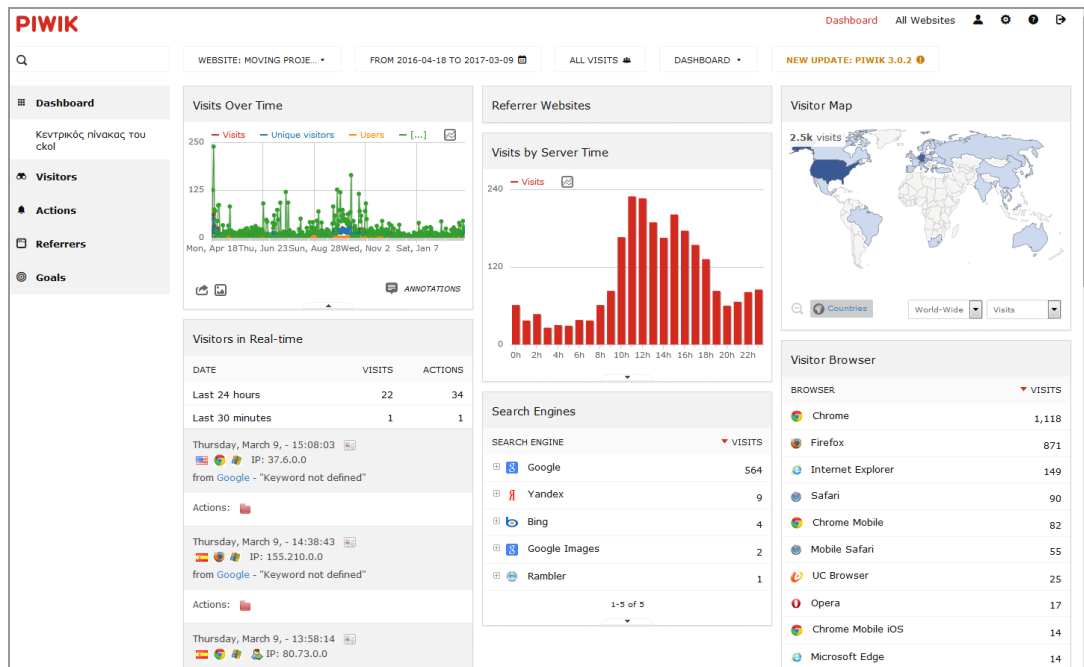 PIWIK
Dashboard All Websites
WEBSITE: MOVING PROJE...
FROM 2016-04-18 TO 2017-03-09
ALL VISITS
DASHBOARD
NEW UPDATE: PIWIK 3.0.2
Dashboard
Κεντρικός πίνακας του
ckol
Visitors
Actions
Referrers
Goals
Visits Over Time
Visits Unique visitors Users [...]
250
125
0
Mon, Apr 18 Thu, Jun 23 Sun, Aug 28 Wed, Nov 2 Sat, Jan 7
ANNOTATIONS
Visitors in Real-time
DATE VISITS ACTIONS
Last 24 hours 22 34
Last 30 minutes 1 1
Thursday, March 9, - 15:08:03
IP: 37.6.0.0
from Google - "Keyword not defined"
Actions:
Thursday, March 9, - 14:38:43
IP: 155.210.0.0
from Google - "Keyword not defined"
Actions:
Thursday, March 9, - 13:58:14
IP: 80.73.0.0
Referrer Websites
Visits by Server Time
Visits
240
120
0
0h 2h 4h 6h 8h 10h 12h 14h 16h 18h 20h 22h
Search Engines
SEARCH ENGINE VISITS
Google 564
Yandex 9
Bing 4
Google Images 2
Rambler 1
1-5 of 5
Visitor Map
2.5k visits
Countries
World-Wide
Visits
Visitor Browser
BROWSER VISITS
Chrome 1,118
Firefox 871
Internet Explorer 149
Safari 90
Chrome Mobile 82
Mobile Safari 55
UC Browser 25
Opera 17
Chrome Mobile iOS 14
Microsoft Edge 14